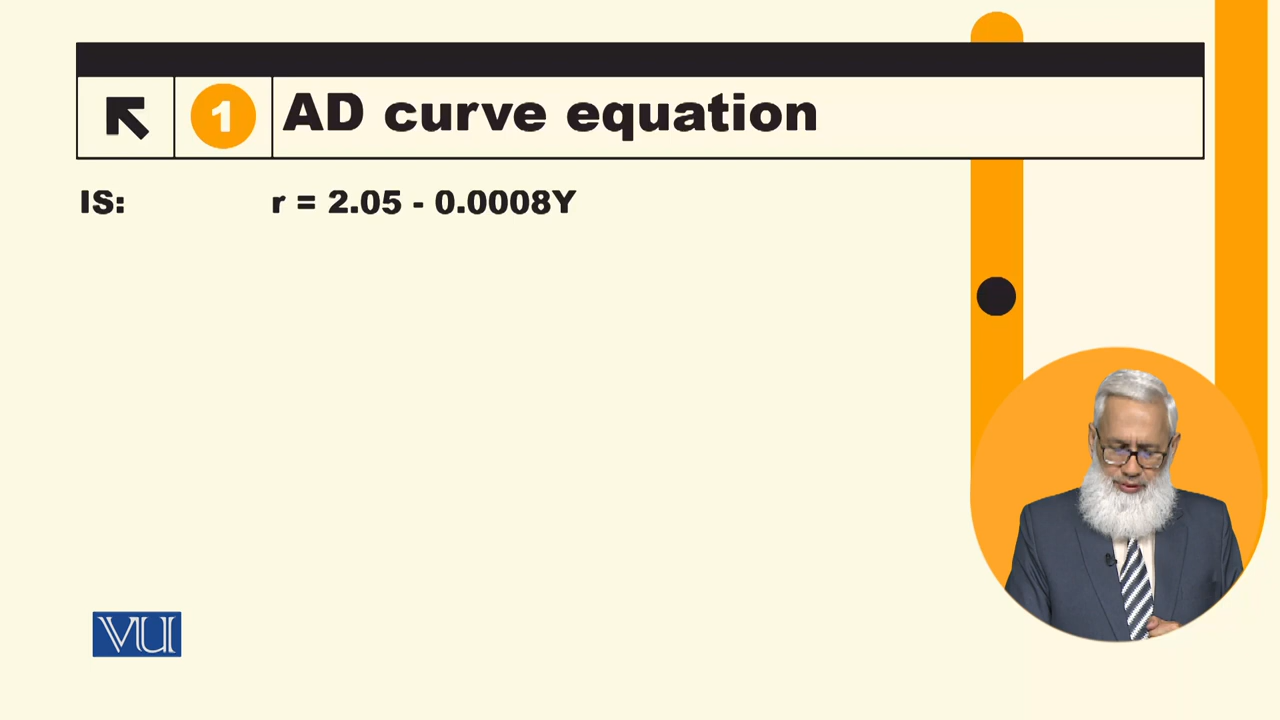 1
AD curve equation
IS: r = 2.05 - 0.0008Y
VU